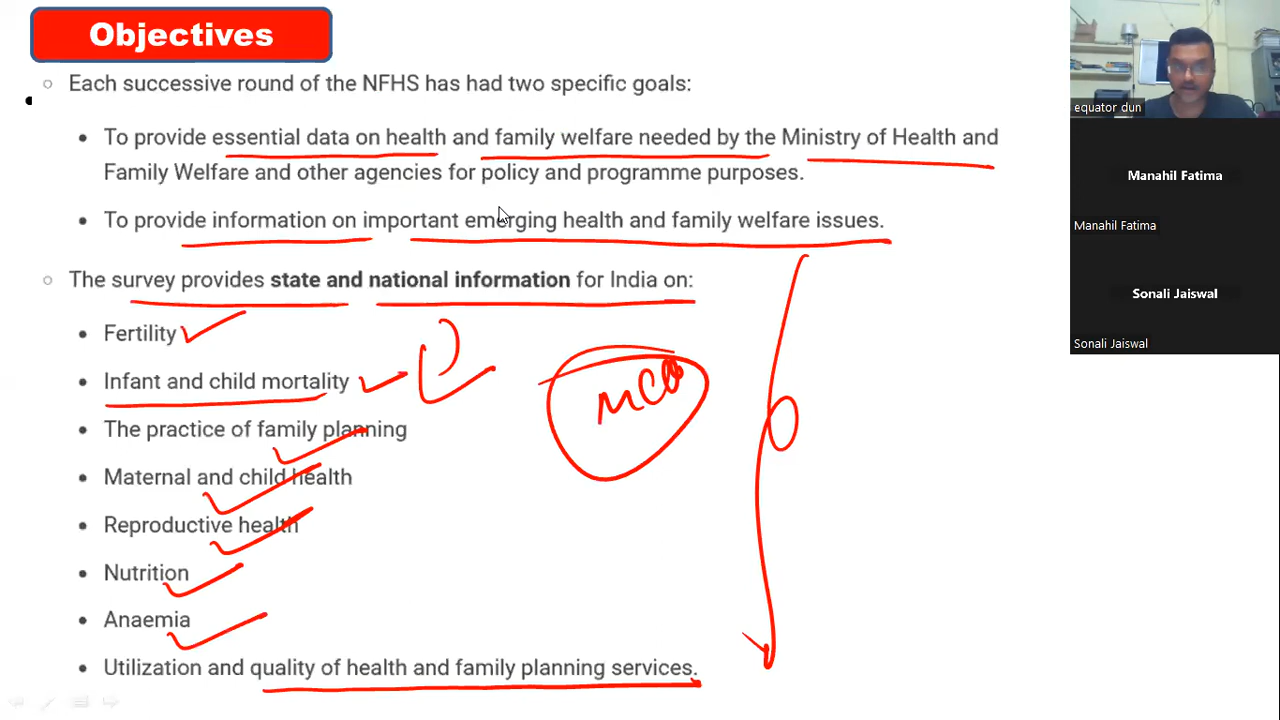 Objectives
Each successive round of the NFHS has had two specific goals:
To provide essential data on health and family welfare needed by the Ministry of Health and
Family Welfare and other agencies for policy and programme purposes.
To provide information on important emerging health and family welfare issues.
The survey provides state and national information for India on:
Fertility
Infant and child mortality
The practice of family planning
Maternal and child health
Reproductive health
Nutrition
Anaemia
Utilization and quality of health and family planning services.
equator dun
Manahil Fatima
Manahil Fatima
Sonali Jaiswal
Sonali Jaiswal